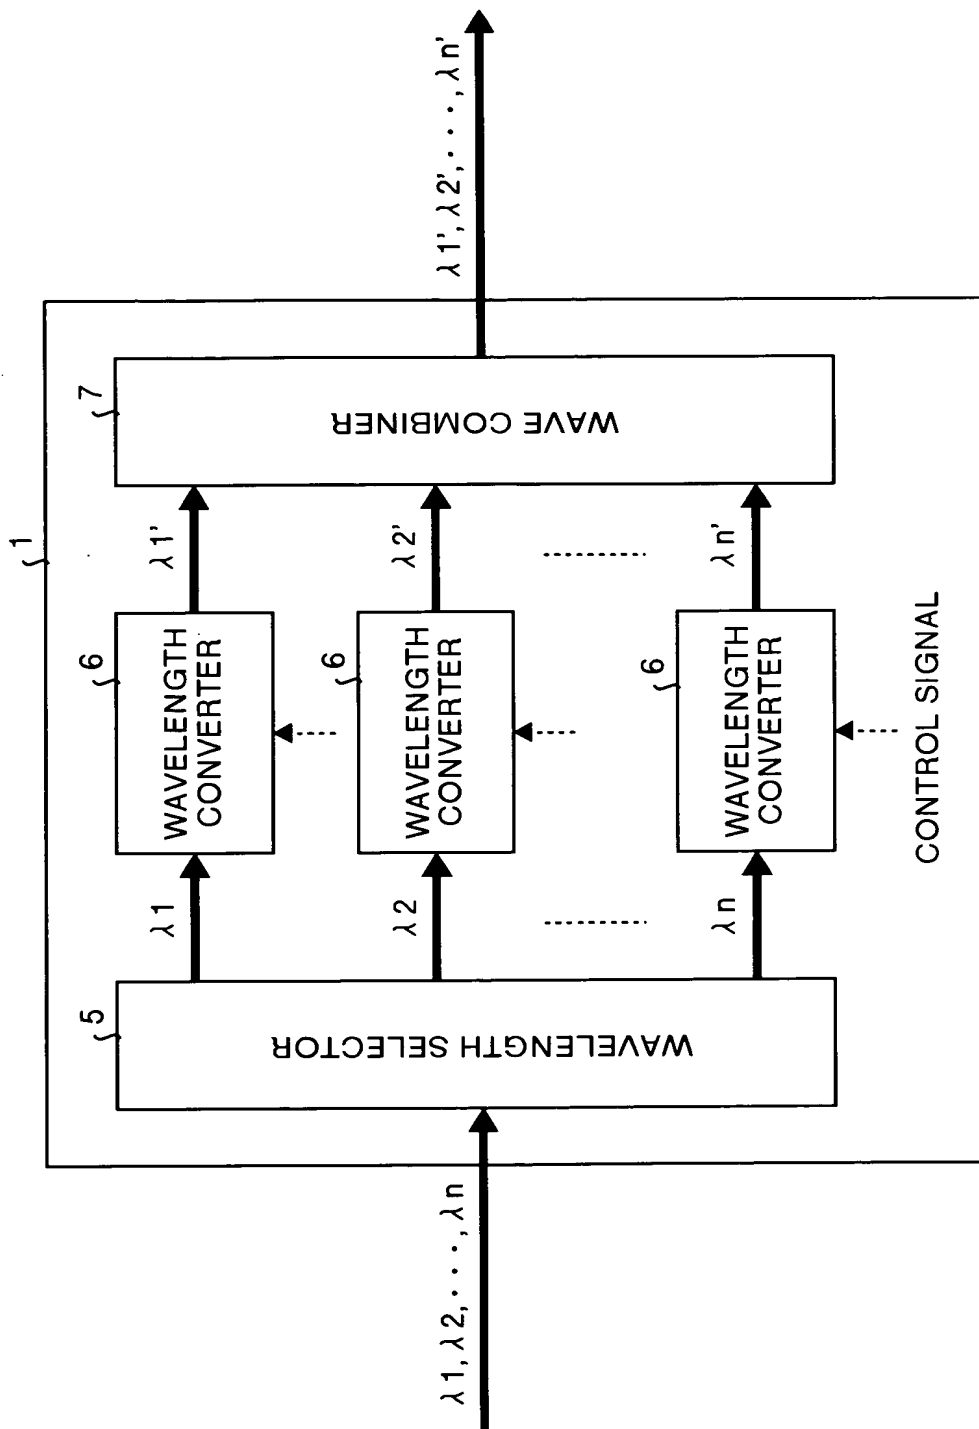 1
5
WAVELENGTH SELECTOR
λ1, λ2, ···, λn
λ1
λ2
λn
6
WAVELENGTH
CONVERTER
6
WAVELENGTH
CONVERTER
6
WAVELENGTH
CONVERTER
CONTROL SIGNAL
λ1'
λ2'
λn'
7
WAVE COMBINER
λ1', λ2', ···, λn'